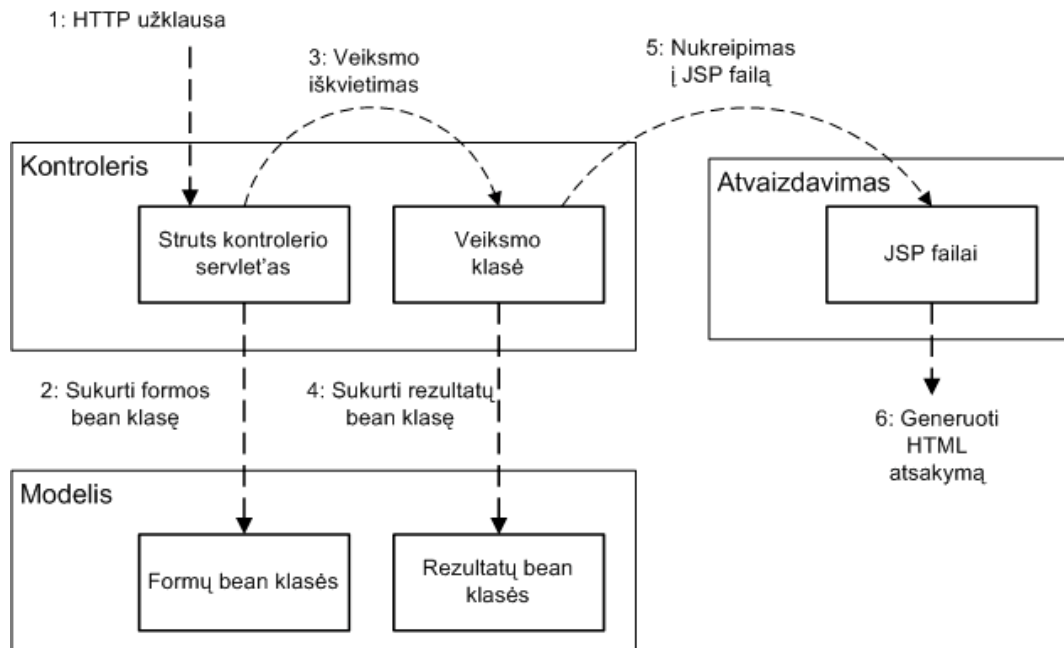 1: HTTP užklausa
3: Veiksmo
iškvietimas
5: Nukreipimas
į JSP failą
Kontroleris
Struts kontrolerio
servlet'as
Veiksmo
klasė
Atvaizdavimas
JSP failai
2: Sukurti formos
bean klasę
4: Sukurti rezultatų
bean klasę
6: Generuoti
HTML
atsakymą
Modelis
Formų bean klasės
Rezultatų bean
klasės